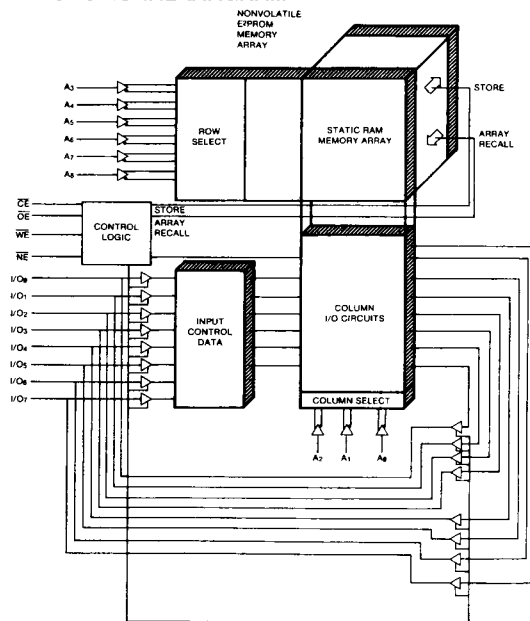 NONVOLATILE
E²PROM
MEMORY
ARRAY
A3
A4
A5
A6
A7
A8
ROW
SELECT
STATIC RAM
MEMORY ARRAY
STORE
ARRAY
RECALL
CE
OE
WE
NE
CONTROL
LOGIC
STORE
ARRAY
RECALL
I/O0
I/O1
I/O2
I/O3
I/O4
I/O5
I/O6
I/O7
INPUT
CONTROL
DATA
COLUMN
I/O CIRCUITS
COLUMN SELECT
A2
A1
A0